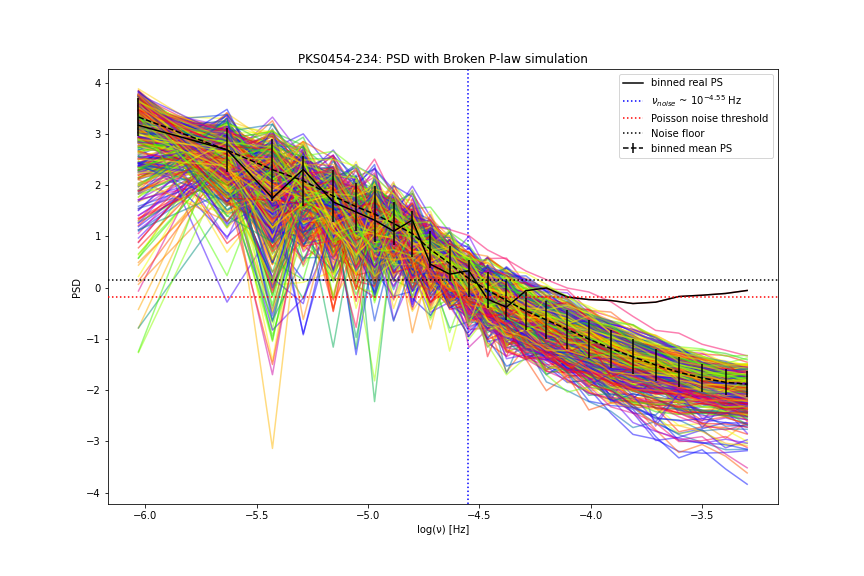 PKS0454-234: PSD with Broken P-law simulation
binned real PS
ν_noise ~ 10^−4.55 Hz
Poisson noise threshold
Noise floor
binned mean PS
PSD
4
3
2
1
0
−1
−2
−3
−4
−6.0 −5.5 −5.0 −4.5 −4.0 −3.5
log(ν) [Hz]